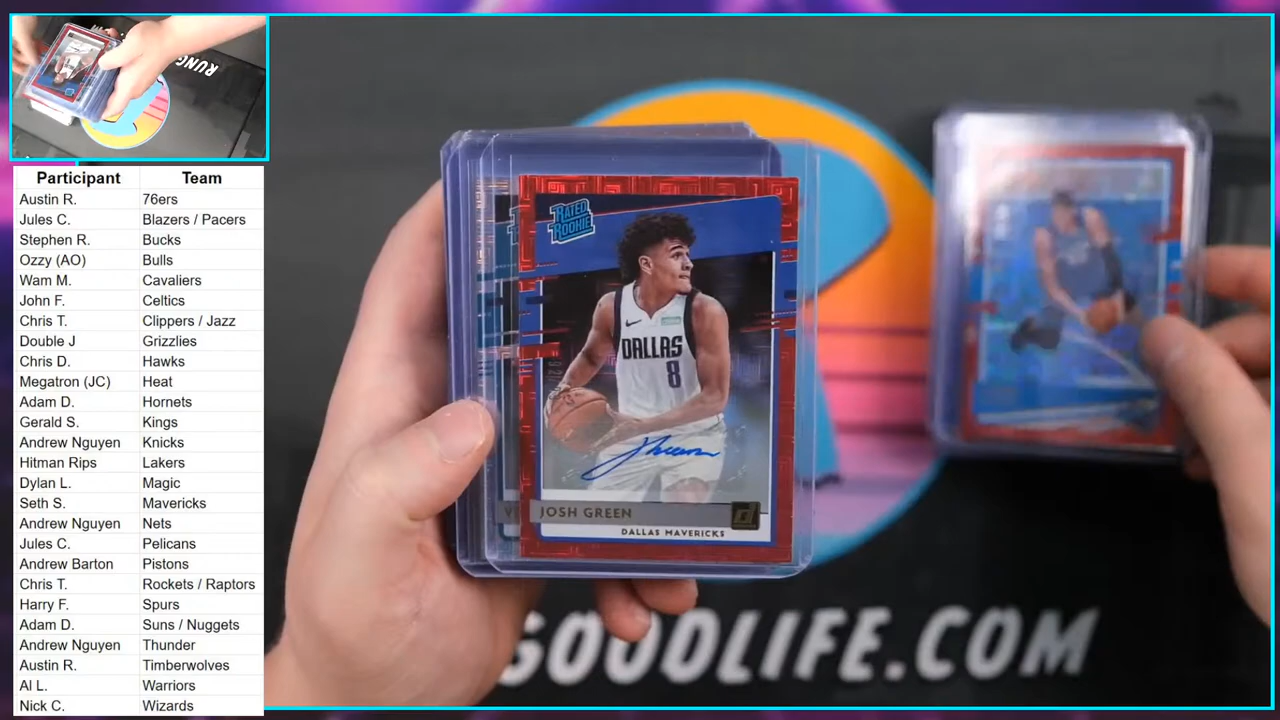 RUNG
Participant Team
Austin R. 76ers
Jules C. Blazers / Pacers
Stephen R. Bucks
Ozzy (AO) Bulls
Wam M. Cavaliers
John F. Celtics
Chris T. Clippers / Jazz
Double J Grizzlies
Chris D. Hawks
Megatron (JC) Heat
Adam D. Hornets
Gerald S. Kings
Andrew Nguyen Knicks
Hitman Rips Lakers
Dylan L. Magic
Seth S. Mavericks
Andrew Nguyen Nets
Jules C. Pelicans
Andrew Barton Pistons
Chris T. Rockets / Raptors
Harry F. Spurs
Adam D. Suns / Nuggets
Andrew Nguyen Thunder
Austin R. Timberwolves
Al L. Warriors
Nick C. Wizards
RATED
ROOKIE
DALLAS
8
JOSH GREEN
DALLAS MAVERICKS
GOODLIFE.COM